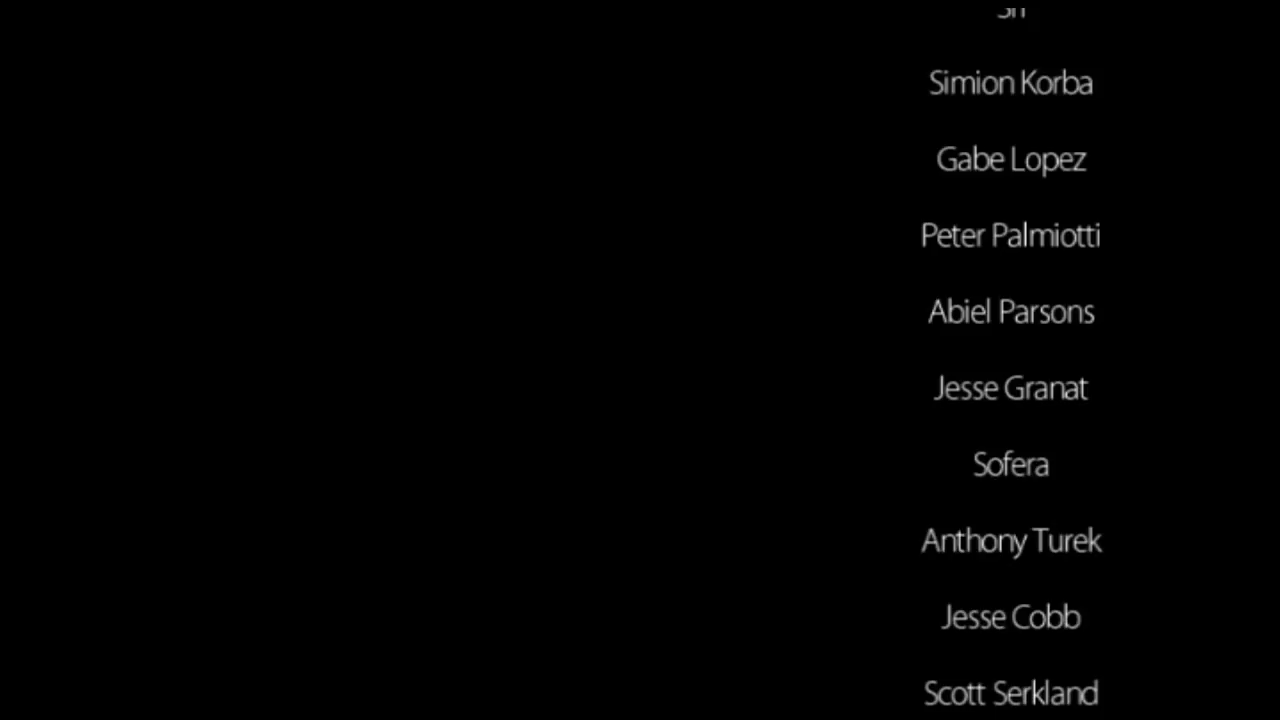 Simion Korba
Gabe Lopez
Peter Palmiotti
Abiel Parsons
Jesse Granat
Sofera
Anthony Turek
Jesse Cobb
Scott Serkland